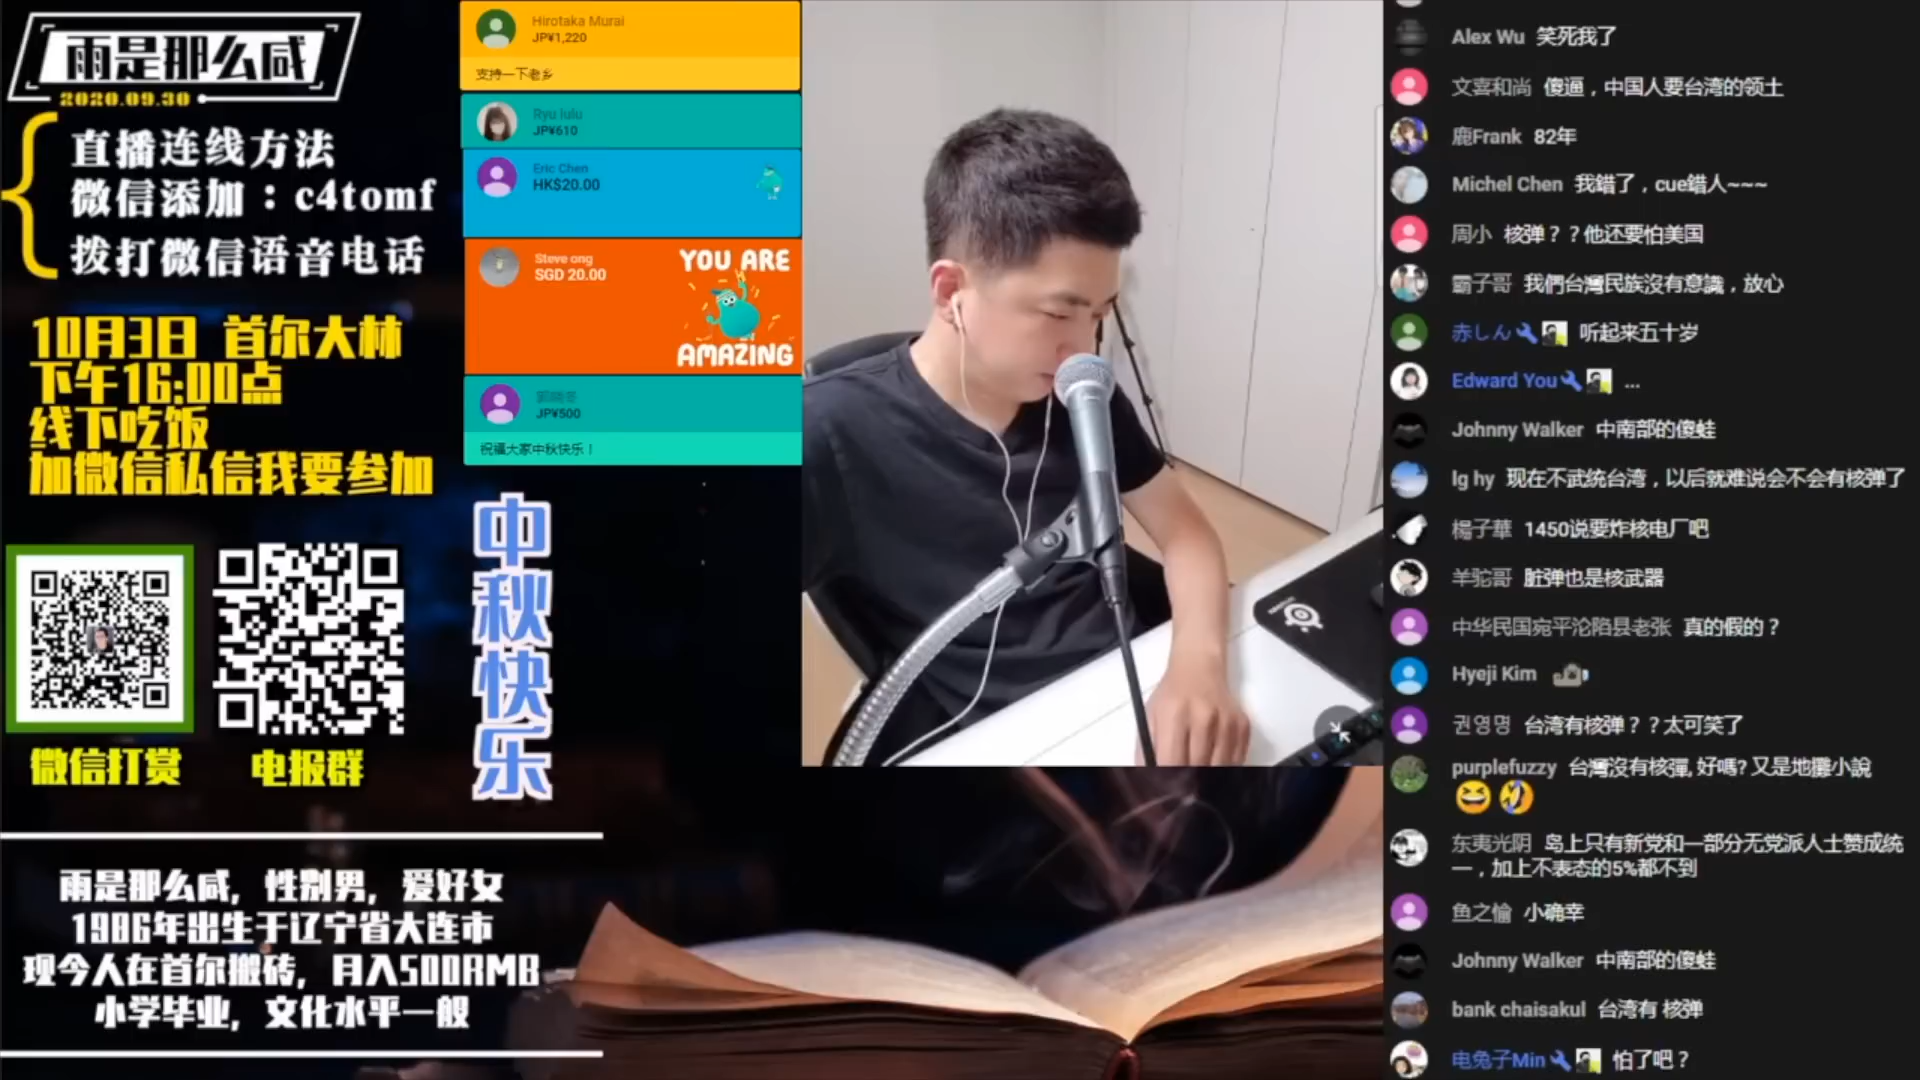 雨是那么咸
2020.09.30
直播连线方法
微信添加：c4tomf
拨打微信语音电话
10月3日 首尔大林
下午16:00点
线下吃饭
加微信私信我要参加
微信打赏
电报群
雨是那么咸，性别男，爱好女
1986年出生于辽宁省大连市
现今人在首尔搬砖，月入500RMB
小学毕业，文化水平一般
Hirotaka Murai
JP¥1,220
支持一下老乡
Ryu lulu
JP¥610
Eric Chen
HK$20.00
Steve ong
SGD 20.00
YOU ARE
AMAZING
JP¥500
祝福大家中秋快乐！
中秋快乐
Alex Wu 笑死我了
文喜和尚 傻逼，中国人要台湾的领土
鹿Frank 82年
Michel Chen 我錯了，cue錯人~~~
周小 核弹？？他还要怕美国
霸子哥 我們台灣民族沒有意識，放心
赤しん 听起来五十岁
Edward You ...
Johnny Walker 中南部的傻蛙
lg hy 现在不武统台湾，以后就难说会不会有核弹了
楊子華 1450说要炸核电厂吧
羊驼哥 脏弹也是核武器
中华民国宛平沦陷县老张 真的假的？
Hyeji Kim
권영명 台湾有核弹？？太可笑了
purplefuzzy 台灣沒有核彈, 好嗎? 又是地攤小說
东夷光阴 岛上只有新党和一部分无党派人士赞成统
一，加上不表态的5%都不到
鱼之愉 小确幸
Johnny Walker 中南部的傻蛙
bank chaisakul 台湾有 核弹
电兔子Min 怕了吧？